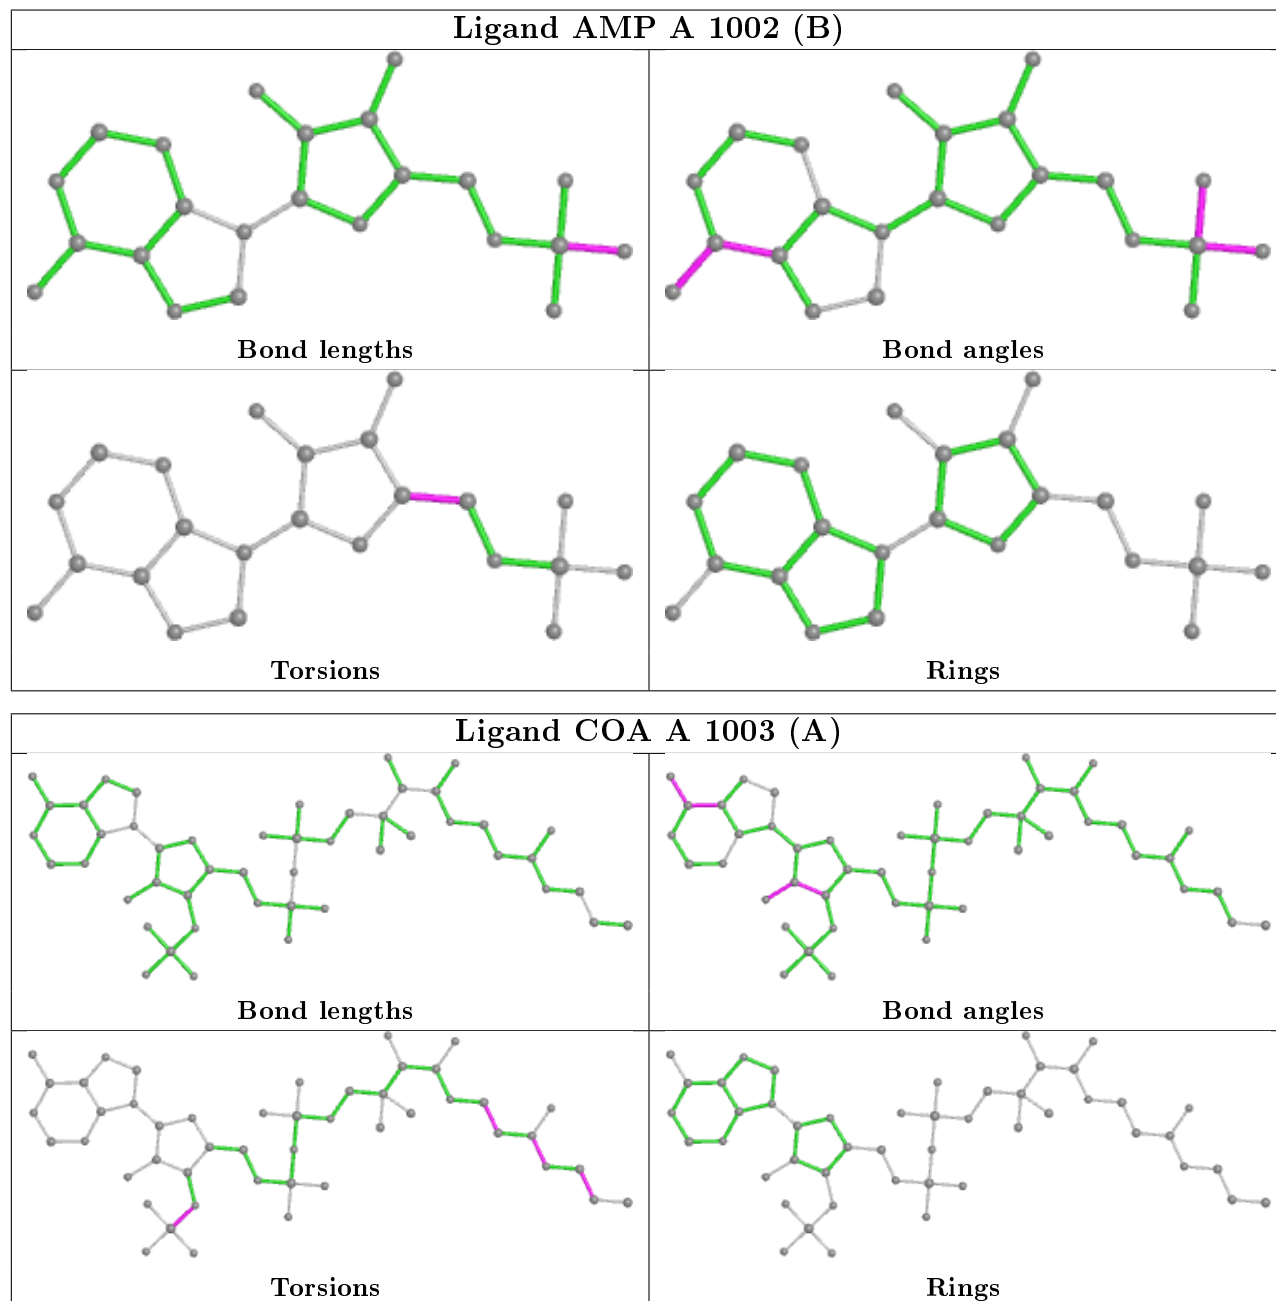 Ligand AMP A 1002 (B)
Bond lengths
Bond angles
Torsions
Rings
Ligand COA A 1003 (A)
Bond lengths
Bond angles
Torsions
Rings